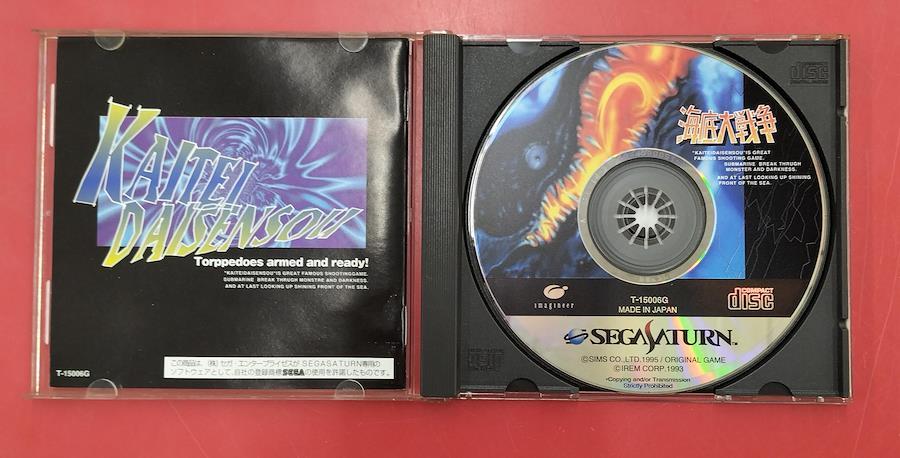 KAITEI
DAISENSOU
Torppedoes armed and ready!
"KAITEIDAISENSOU"IS GREAT FAMOUS SHOOTINGGAME.
SUBMARINE BREAK THRUGH MONSTRE AND DARKNESS.
AND AT LAST LOOKING UP SHINING FRONT OF THE SEA.
この商品は、(株)セガ・エンタープライゼスがSEGASATURN専用の
ソフトウェアとして、自社の登録商標SEGAの使用を許諾したものです。
T-15006G
海底大戦争
"KAITEIDAISENSOU"IS GREAT
FAMOUS SHOOTING GAME.
SUBMARINE BREAK THRUGH
MONSTER AND DARKNESS.
AND AT LAST LOOKING UP SHINING
FRONT OF THE SEA.
imagineer
T-15006G
MADE IN JAPAN
COMPACT
disc
SEGASATURN™
©SIMS CO.,LTD.1995 / ORIGINAL GAME
©IREM CORP.1993
•Copying and/or Transmission
Strictly Prohibited
disc